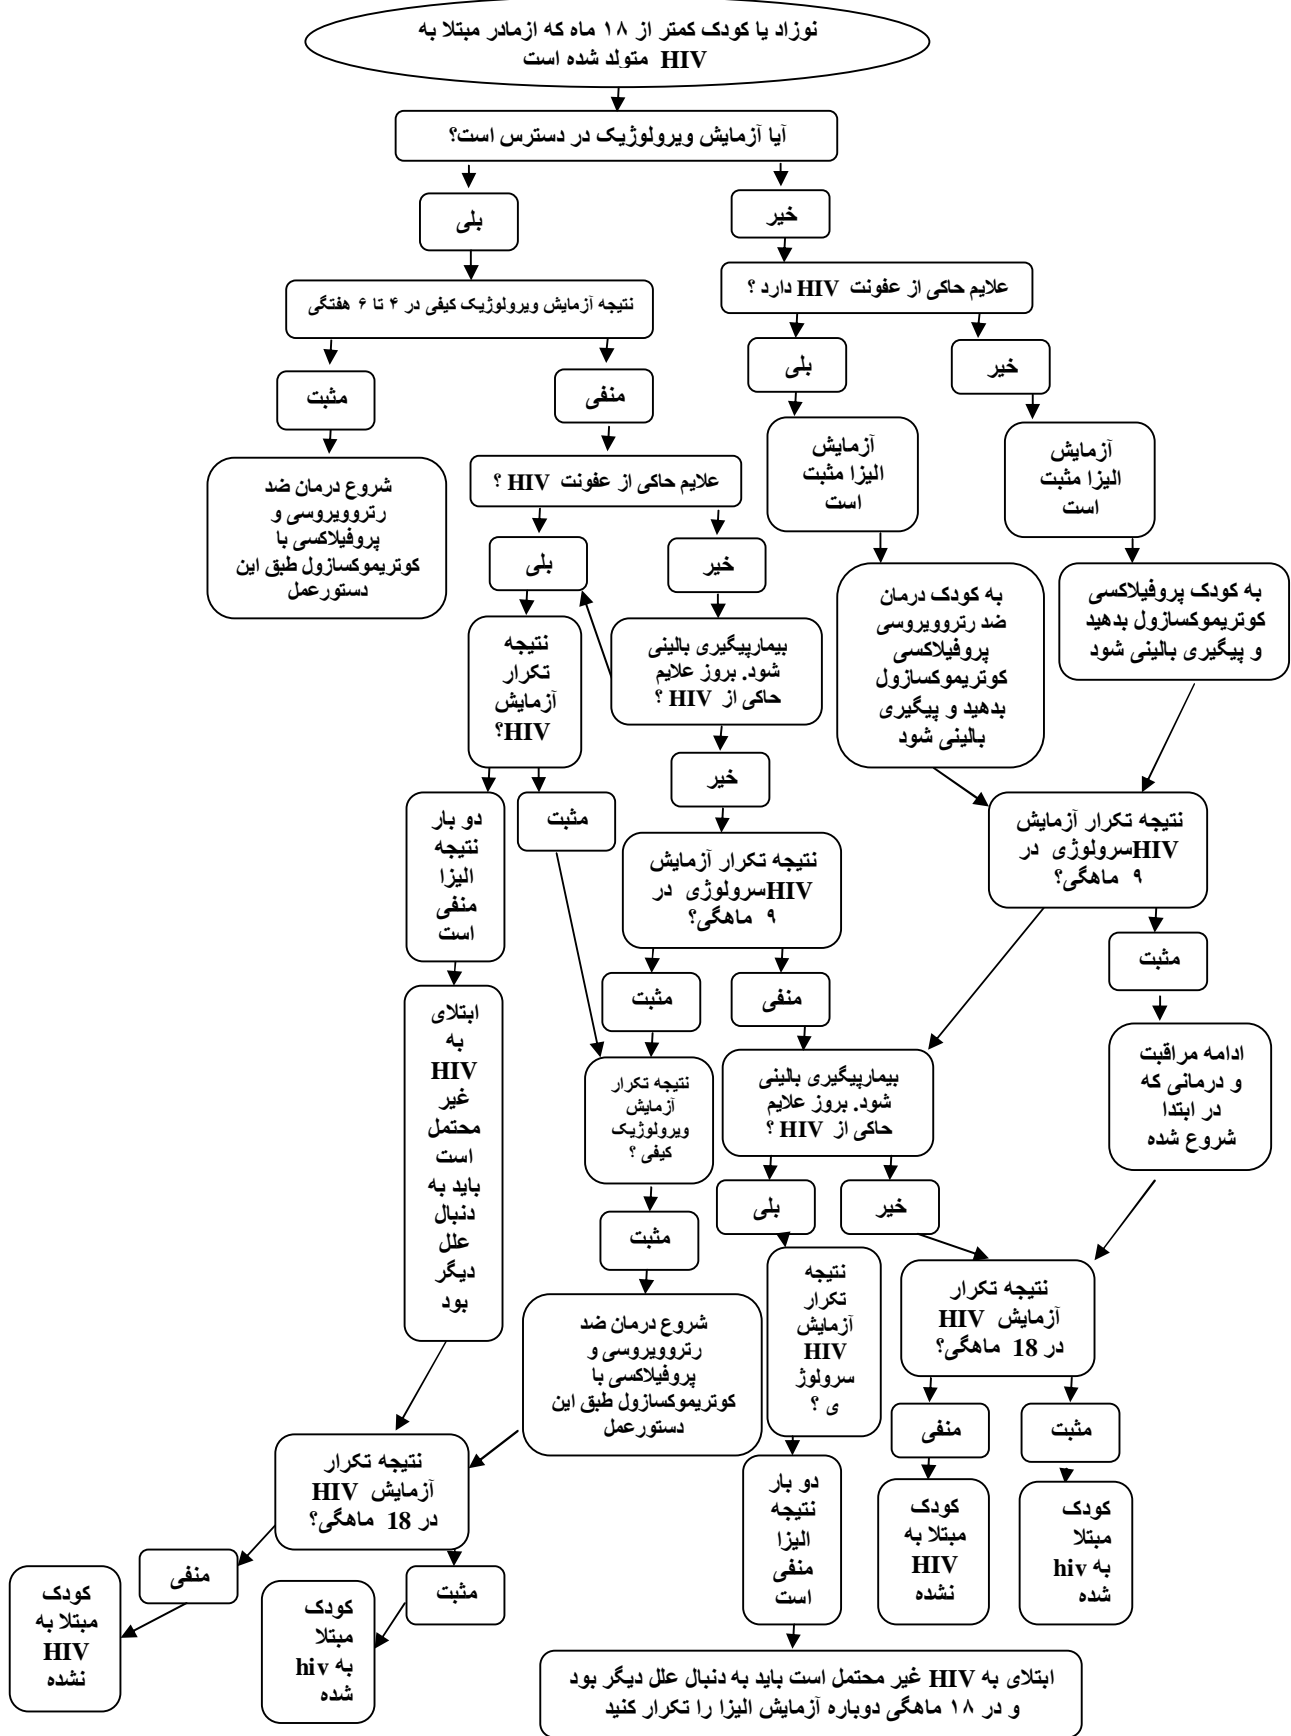 نوزاد یا کودک کمتر از ۱۸ ماه که ازمادر مبتلا به
HIV متولد شده است
آیا آزمایش ویرولوژیک در دسترس است؟
خیر
بلی
علایم حاکی از عفونت HIV دارد ؟
نتیجه آزمایش ویرولوژیک کیفی در ۴ تا ۶ هفتگی
خیر
بلی
منفی
مثبت
آزمایش
الیزا مثبت
است
آزمایش
الیزا مثبت
است
علایم حاکی از عفونت HIV ؟
شروع درمان ضد
رتروویروسی و
پروفیلاکسی با
کوتریموکسازول طبق این
دستورعمل
خیر
بلی
به کودک پروفیلاکسی
کوتریموکسازول بدهید
و پیگیری بالینی شود
به کودک درمان
ضد رتروویروسی
پروفیلاکسی
کوتریموکسازول
بدهید و پیگیری
بالینی شود
بیمارپیگیری بالینی
شود. بروز علایم
حاکی از HIV ؟
نتیجه
تکرار
آزمایش
HIV؟
خیر
نتیجه تکرار آزمایش
HIVسرولوژی در
۹ ماهگی؟
مثبت
دو بار
نتیجه
الیزا
منفی
است
نتیجه تکرار آزمایش
HIVسرولوژی در
۹ ماهگی؟
مثبت
منفی
مثبت
ابتلای
به
HIV
غیر
محتمل
است
باید به
دنبال
علل
دیگر
بود
ادامه مراقبت
و درمانی که
در ابتدا
شروع شده
بیمارپیگیری بالینی
شود. بروز علایم
حاکی از HIV ؟
نتیجه تکرار
آزمایش
ویرولوژیک
کیفی ؟
خیر
بلی
مثبت
نتیجه تکرار
آزمایش HIV
در 18 ماهگی؟
نتیجه
تکرار
آزمایش
HIV
سرولوژ
ی ؟
شروع درمان ضد
رتروویروسی و
پروفیلاکسی با
کوتریموکسازول طبق این
دستورعمل
مثبت
منفی
نتیجه تکرار
آزمایش HIV
در 18 ماهگی؟
کودک
مبتلا
به hiv
شده
کودک
مبتلا به
HIV
نشده
دو بار
نتیجه
الیزا
منفی
است
مثبت
منفی
کودک
مبتلا
به hiv
شده
کودک
مبتلا به
HIV
نشده
ابتلای به HIV غیر محتمل است باید به دنبال علل دیگر بود
و در ۱۸ ماهگی دوباره آزمایش الیزا را تکرار کنید